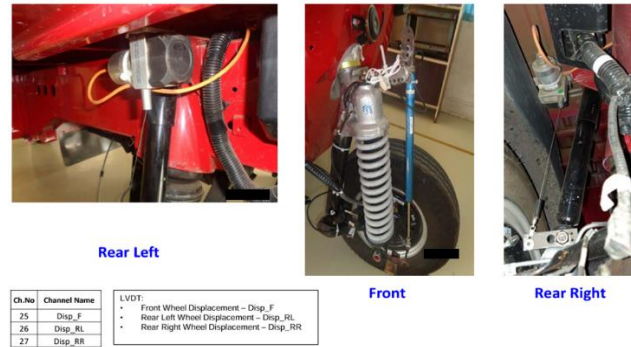 Rear Left
Front
Rear Right
Ch.No Channel Name
25 Disp_F
26 Disp_RL
27 Disp_RR
LVDT:
• Front Wheel Displacement – Disp_F
• Rear Left Wheel Displacement – Disp_RL
• Rear Right Wheel Displacement – Disp_RR